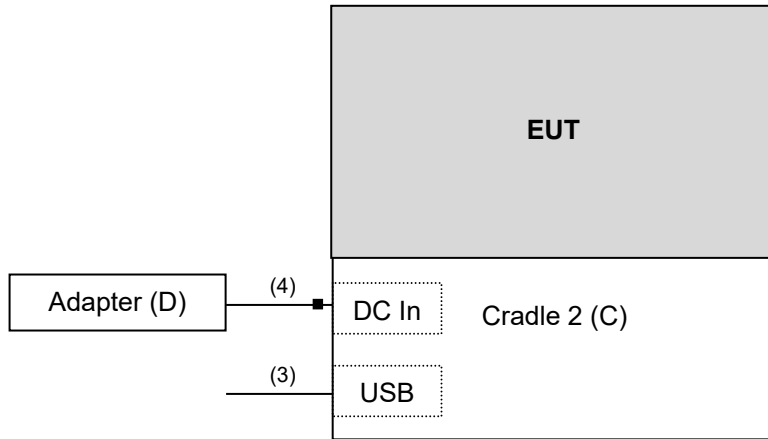 EUT
(4)
Adapter (D)
DC In
Cradle 2 (C)
(3)
USB